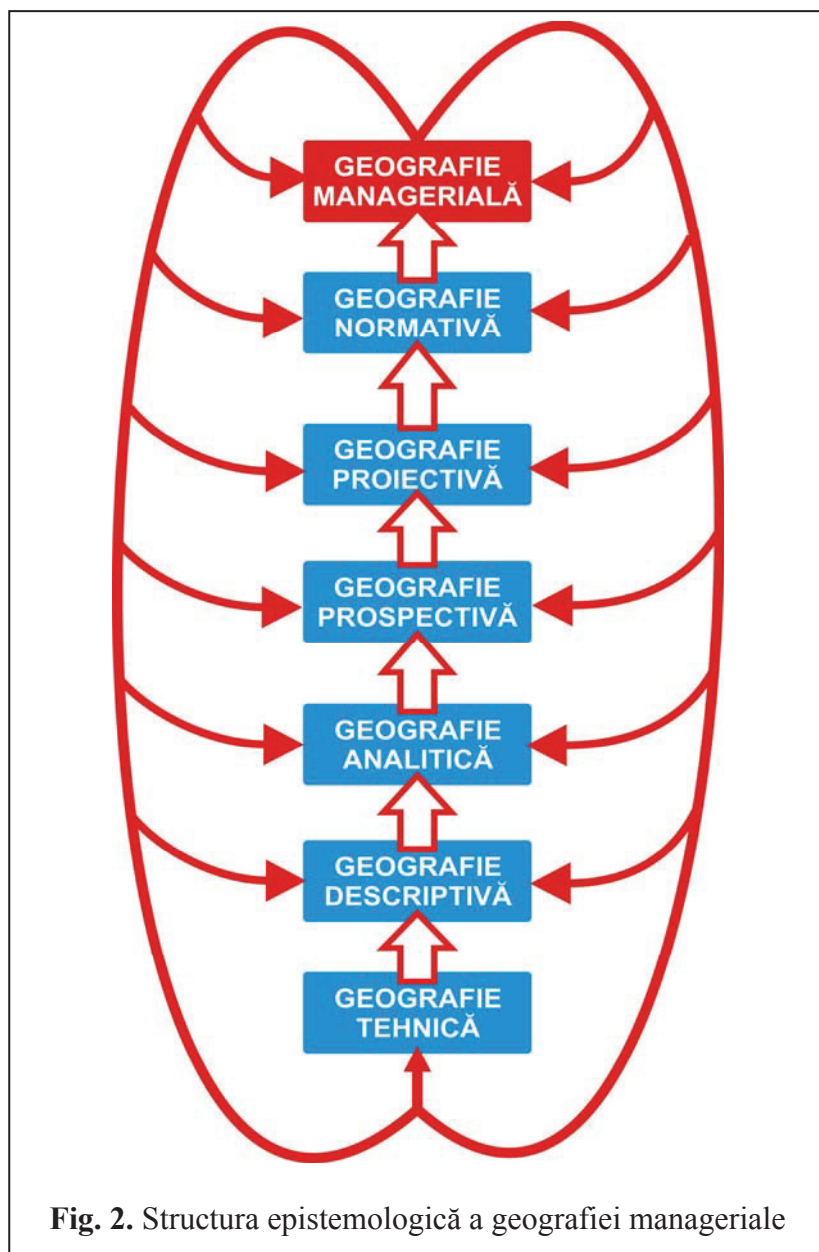 GEOGRAFIE
MANAGERIALĂ
GEOGRAFIE
NORMATIVĂ
GEOGRAFIE
PROIECTIVĂ
GEOGRAFIE
PROSPECTIVĂ
GEOGRAFIE
ANALITICĂ
GEOGRAFIE
DESCRIPTIVĂ
GEOGRAFIE
TEHNICĂ
Fig. 2. Structura epistemologică a geografiei manageriale